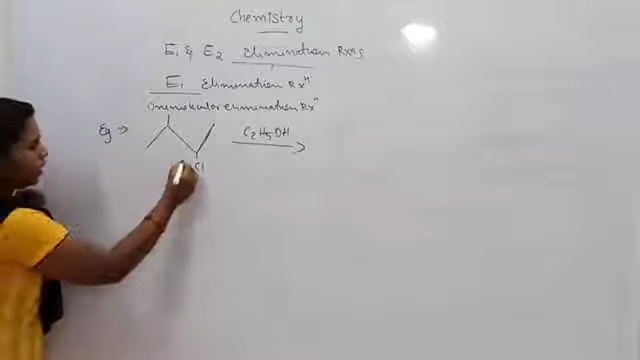 Chemistry
E1 & E2 Elimination Rxⁿs
E1 Elimination Rxⁿ
Unimolecular elimination Rxⁿ
Eg ⇒ C2H5OH
Cl